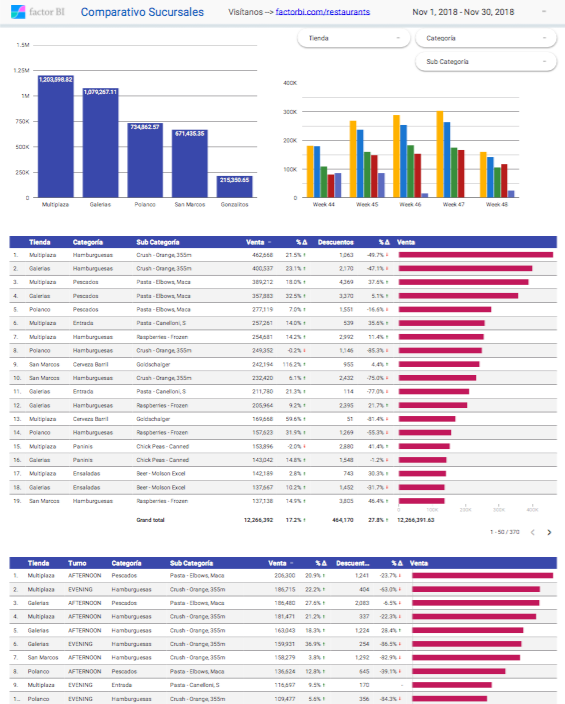 factor BI Comparativo Sucursales Visítanos --> factorbi.com/restaurants Nov 1, 2018 - Nov 30, 2018
Tienda Categoría
Sub Categoría
1.5M
1.25M
1M
750K
500K
250K
0
1,203,598.82
1,079,267.11
734,862.57
671,435.35
215,350.65
Multiplaza Galerias Polanco San Marcos Gonzalitos
400K
300K
200K
100K
0
Week 44 Week 45 Week 46 Week 47 Week 48
Tienda Categoría Sub Categoría Venta % Δ Descuentos % Δ Venta
1. Multiplaza Hamburguesas Crush - Orange, 355m 462,668 21.5% 1,063 -49.7%
2. Galerias Hamburguesas Crush - Orange, 355m 400,537 23.1% 2,170 -47.1%
3. Multiplaza Pescados Pasta - Elbows, Maca 389,212 18.0% 4,369 37.6%
4. Galerias Pescados Pasta - Elbows, Maca 357,883 32.5% 3,370 5.1%
5. Polanco Pescados Pasta - Elbows, Maca 277,119 7.0% 1,551 -16.6%
6. Multiplaza Entrada Pasta - Canelloni, S 257,261 14.0% 539 35.6%
7. Multiplaza Hamburguesas Raspberries - Frozen 254,681 14.2% 2,992 11.4%
8. Polanco Hamburguesas Crush - Orange, 355m 249,352 -0.2% 1,146 -85.3%
9. San Marcos Cerveza Barril Goldschalger 242,194 116.2% 955 4.4%
10. San Marcos Hamburguesas Crush - Orange, 355m 232,420 6.1% 2,432 -75.0%
11. Galerias Entrada Pasta - Canelloni, S 211,780 21.3% 114 -77.0%
12. Galerias Hamburguesas Raspberries - Frozen 205,964 9.2% 2,395 21.7%
13. Multiplaza Cerveza Barril Goldschalger 169,668 59.6% 51 -81.4%
14. Polanco Hamburguesas Raspberries - Frozen 157,623 31.9% 1,269 -55.3%
15. Multiplaza Paninis Chick Peas - Canned 153,896 -2.0% 2,880 41.4%
16. Galerias Paninis Chick Peas - Canned 143,042 14.8% 1,548 -1.2%
17. Multiplaza Ensaladas Beer - Molson Excel 142,189 2.8% 743 30.3%
18. Galerias Ensaladas Beer - Molson Excel 137,667 10.2% 1,452 -31.7%
19. San Marcos Hamburguesas Raspberries - Frozen 137,138 14.9% 3,805 46.4%
0 100K 200K 300K 400K
Grand total 12,266,392 17.2% 464,170 27.8% 12,266,391.63
1 - 50 / 370
Tienda Turno Categoría Sub Categoría Venta % Δ Descuent... % Δ Venta
1. Multiplaza AFTERNOON Pescados Pasta - Elbows, Maca 206,300 20.9% 1,241 -23.7%
2. Multiplaza EVENING Hamburguesas Crush - Orange, 355m 186,715 22.2% 404 -63.0%
3. Galerias AFTERNOON Pescados Pasta - Elbows, Maca 186,480 27.6% 2,083 -6.5%
4. Multiplaza AFTERNOON Hamburguesas Crush - Orange, 355m 181,471 21.2% 337 -22.3%
5. Galerias AFTERNOON Hamburguesas Crush - Orange, 355m 163,043 18.3% 1,224 28.4%
6. Galerias EVENING Hamburguesas Crush - Orange, 355m 159,931 36.9% 254 -86.5%
7. San Marcos AFTERNOON Hamburguesas Crush - Orange, 355m 158,279 3.8% 1,292 -82.9%
8. Polanco AFTERNOON Pescados Pasta - Elbows, Maca 136,624 12.8% 645 -39.1%
9. Multiplaza EVENING Entrada Pasta - Canelloni, S 116,697 9.5% 170 -
1... Polanco EVENING Hamburguesas Crush - Orange, 355m 109,477 5.6% 356 -84.3%